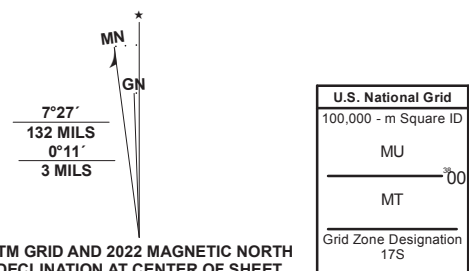 ★
MN
GN
7°27´
132 MILS
0°11´
3 MILS
TM GRID AND 2022 MAGNETIC NORTH
DECLINATION AT CENTER OF SHEET
U.S. National Grid
100,000 - m Square ID
MU
³⁹00
MT
Grid Zone Designation
17S